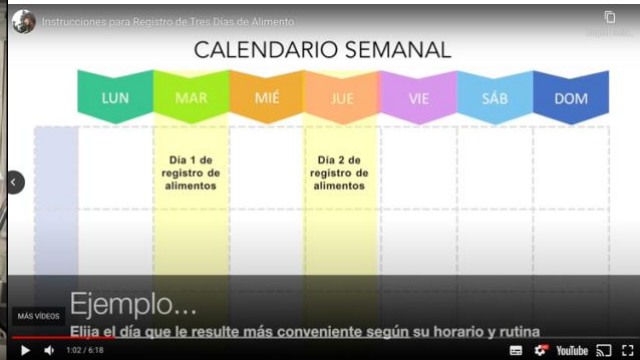 Instrucciones para Registro de Tres Días de Alimento
CALENDARIO SEMANAL
LUN MAR MIÉ JUE VIE SÁB DOM
Día 1 de
registro de
alimentos
Día 2 de
registro de
alimentos
Ejemplo...
MÁS VÍDEOS
Elija el día que le resulte más conveniente según su horario y rutina
1:02 / 6:18
YouTube